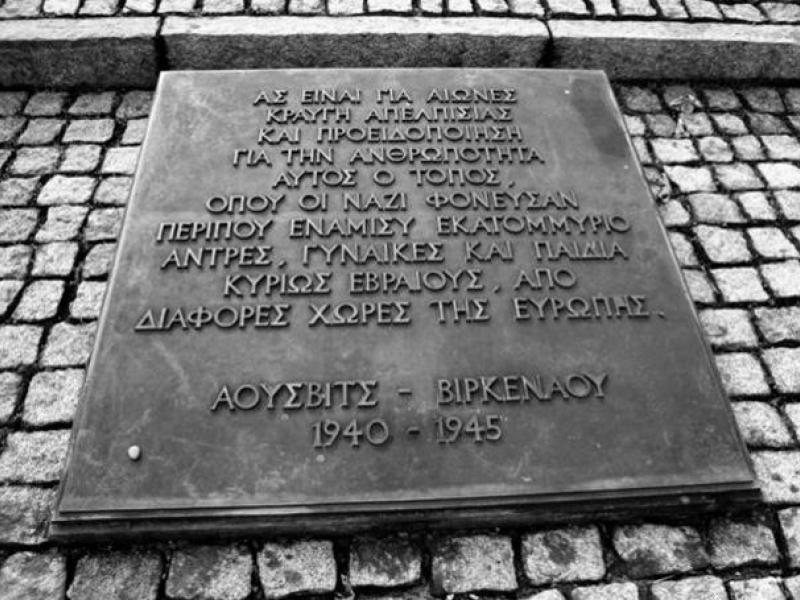 ΑΣ ΕΙΝΑΙ ΓΙΑ ΑΙΩΝΕΣ
ΚΡΑΥΓΗ ΑΠΕΛΠΙΣΙΑΣ
ΚΑΙ ΠΡΟΕΙΔΟΠΟΙΗΣΗ
ΓΙΑ ΤΗΝ ΑΝΘΡΩΠΟΤΗΤΑ
ΑΥΤΟΣ Ο ΤΟΠΟΣ,
ΟΠΟΥ ΟΙ ΝΑΖΙ ΦΟΝΕΥΣΑΝ
ΠΕΡΙΠΟΥ ΕΝΑΜΙΣΥ ΕΚΑΤΟΜΜΥΡΙΟ
ΑΝΤΡΕΣ, ΓΥΝΑΙΚΕΣ ΚΑΙ ΠΑΙΔΙΑ
ΚΥΡΙΩΣ ΕΒΡΑΙΟΥΣ, ΑΠΟ
ΔΙΑΦΟΡΕΣ ΧΩΡΕΣ ΤΗΣ ΕΥΡΩΠΗΣ.
ΑΟΥΣΒΙΤΣ - ΒΙΡΚΕΝΑΟΥ
1940 - 1945